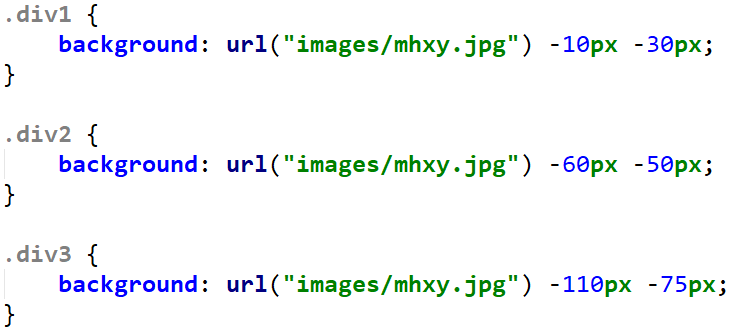 .div1 {
    background: url("images/mhxy.jpg") -10px -30px;
}

.div2 {
    background: url("images/mhxy.jpg") -60px -50px;
}

.div3 {
    background: url("images/mhxy.jpg") -110px -75px;
}